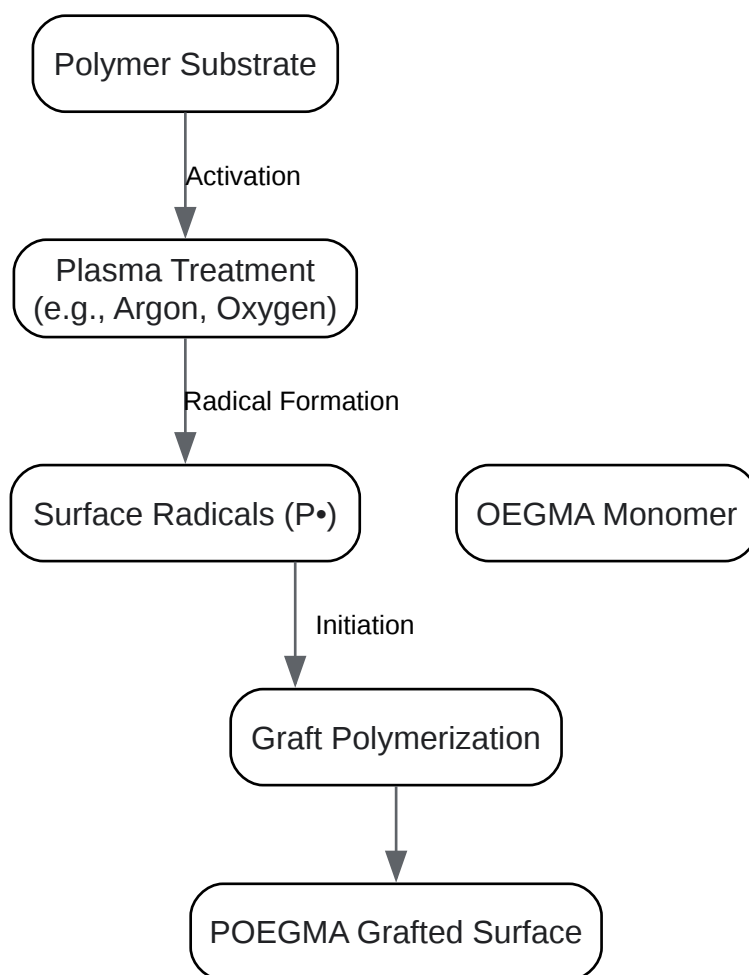 Polymer Substrate
Activation
Plasma Treatment
(e.g., Argon, Oxygen)
Radical Formation
Surface Radicals (P•)
OEGMA Monomer
Initiation
Graft Polymerization
POEGMA Grafted Surface